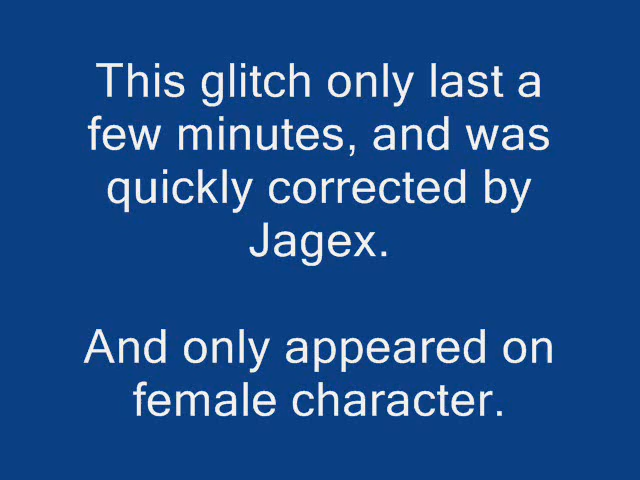 This glitch only last a
few minutes, and was
quickly corrected by
Jagex.
And only appeared on
female character.